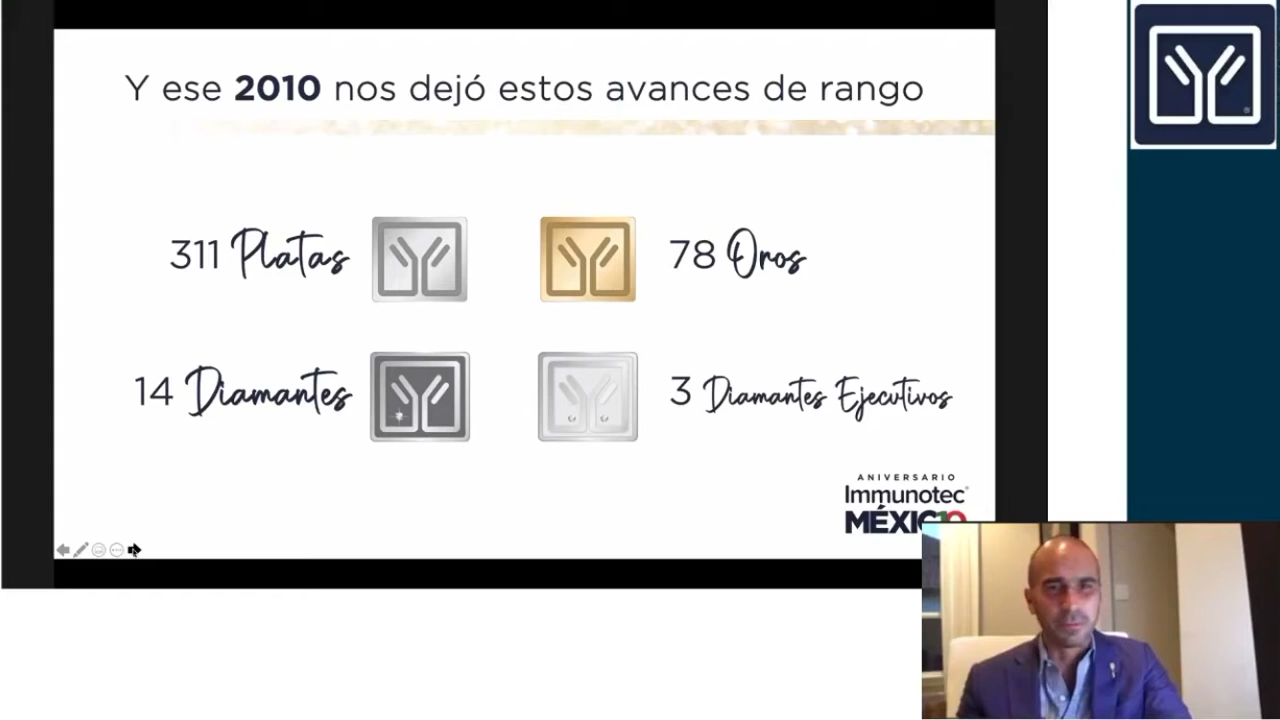 Y ese 2010 nos dejó estos avances de rango
311 Platas
78 Oros
14 Diamantes
3 Diamantes Ejecutivos
ANIVERSARIO
Immunotec
MÉXIC10